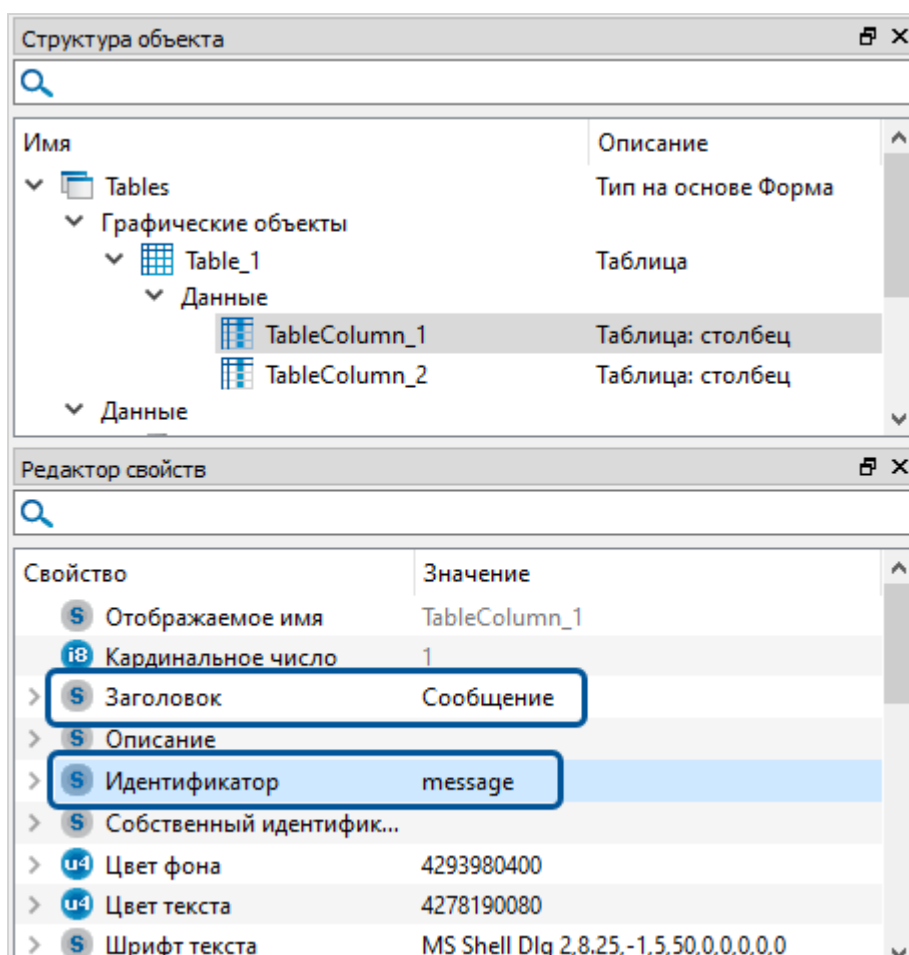 Структура объекта
Имя Описание
Tables Тип на основе Форма
Графические объекты
Table_1 Таблица
Данные
TableColumn_1 Таблица: столбец
TableColumn_2 Таблица: столбец
Данные
Редактор свойств
Свойство Значение
S Отображаемое имя TableColumn_1
i8 Кардинальное число 1
S Заголовок Сообщение
S Описание
S Идентификатор message
S Собственный идентифик...
u4 Цвет фона 4293980400
u4 Цвет текста 4278190080
S Шрифт текста MS Shell Dlg 2,8.25,-1,5,50,0,0,0,0,0